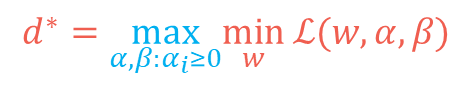 d* = max min ℒ(w, α, β)
α,β:αᵢ≥0 w